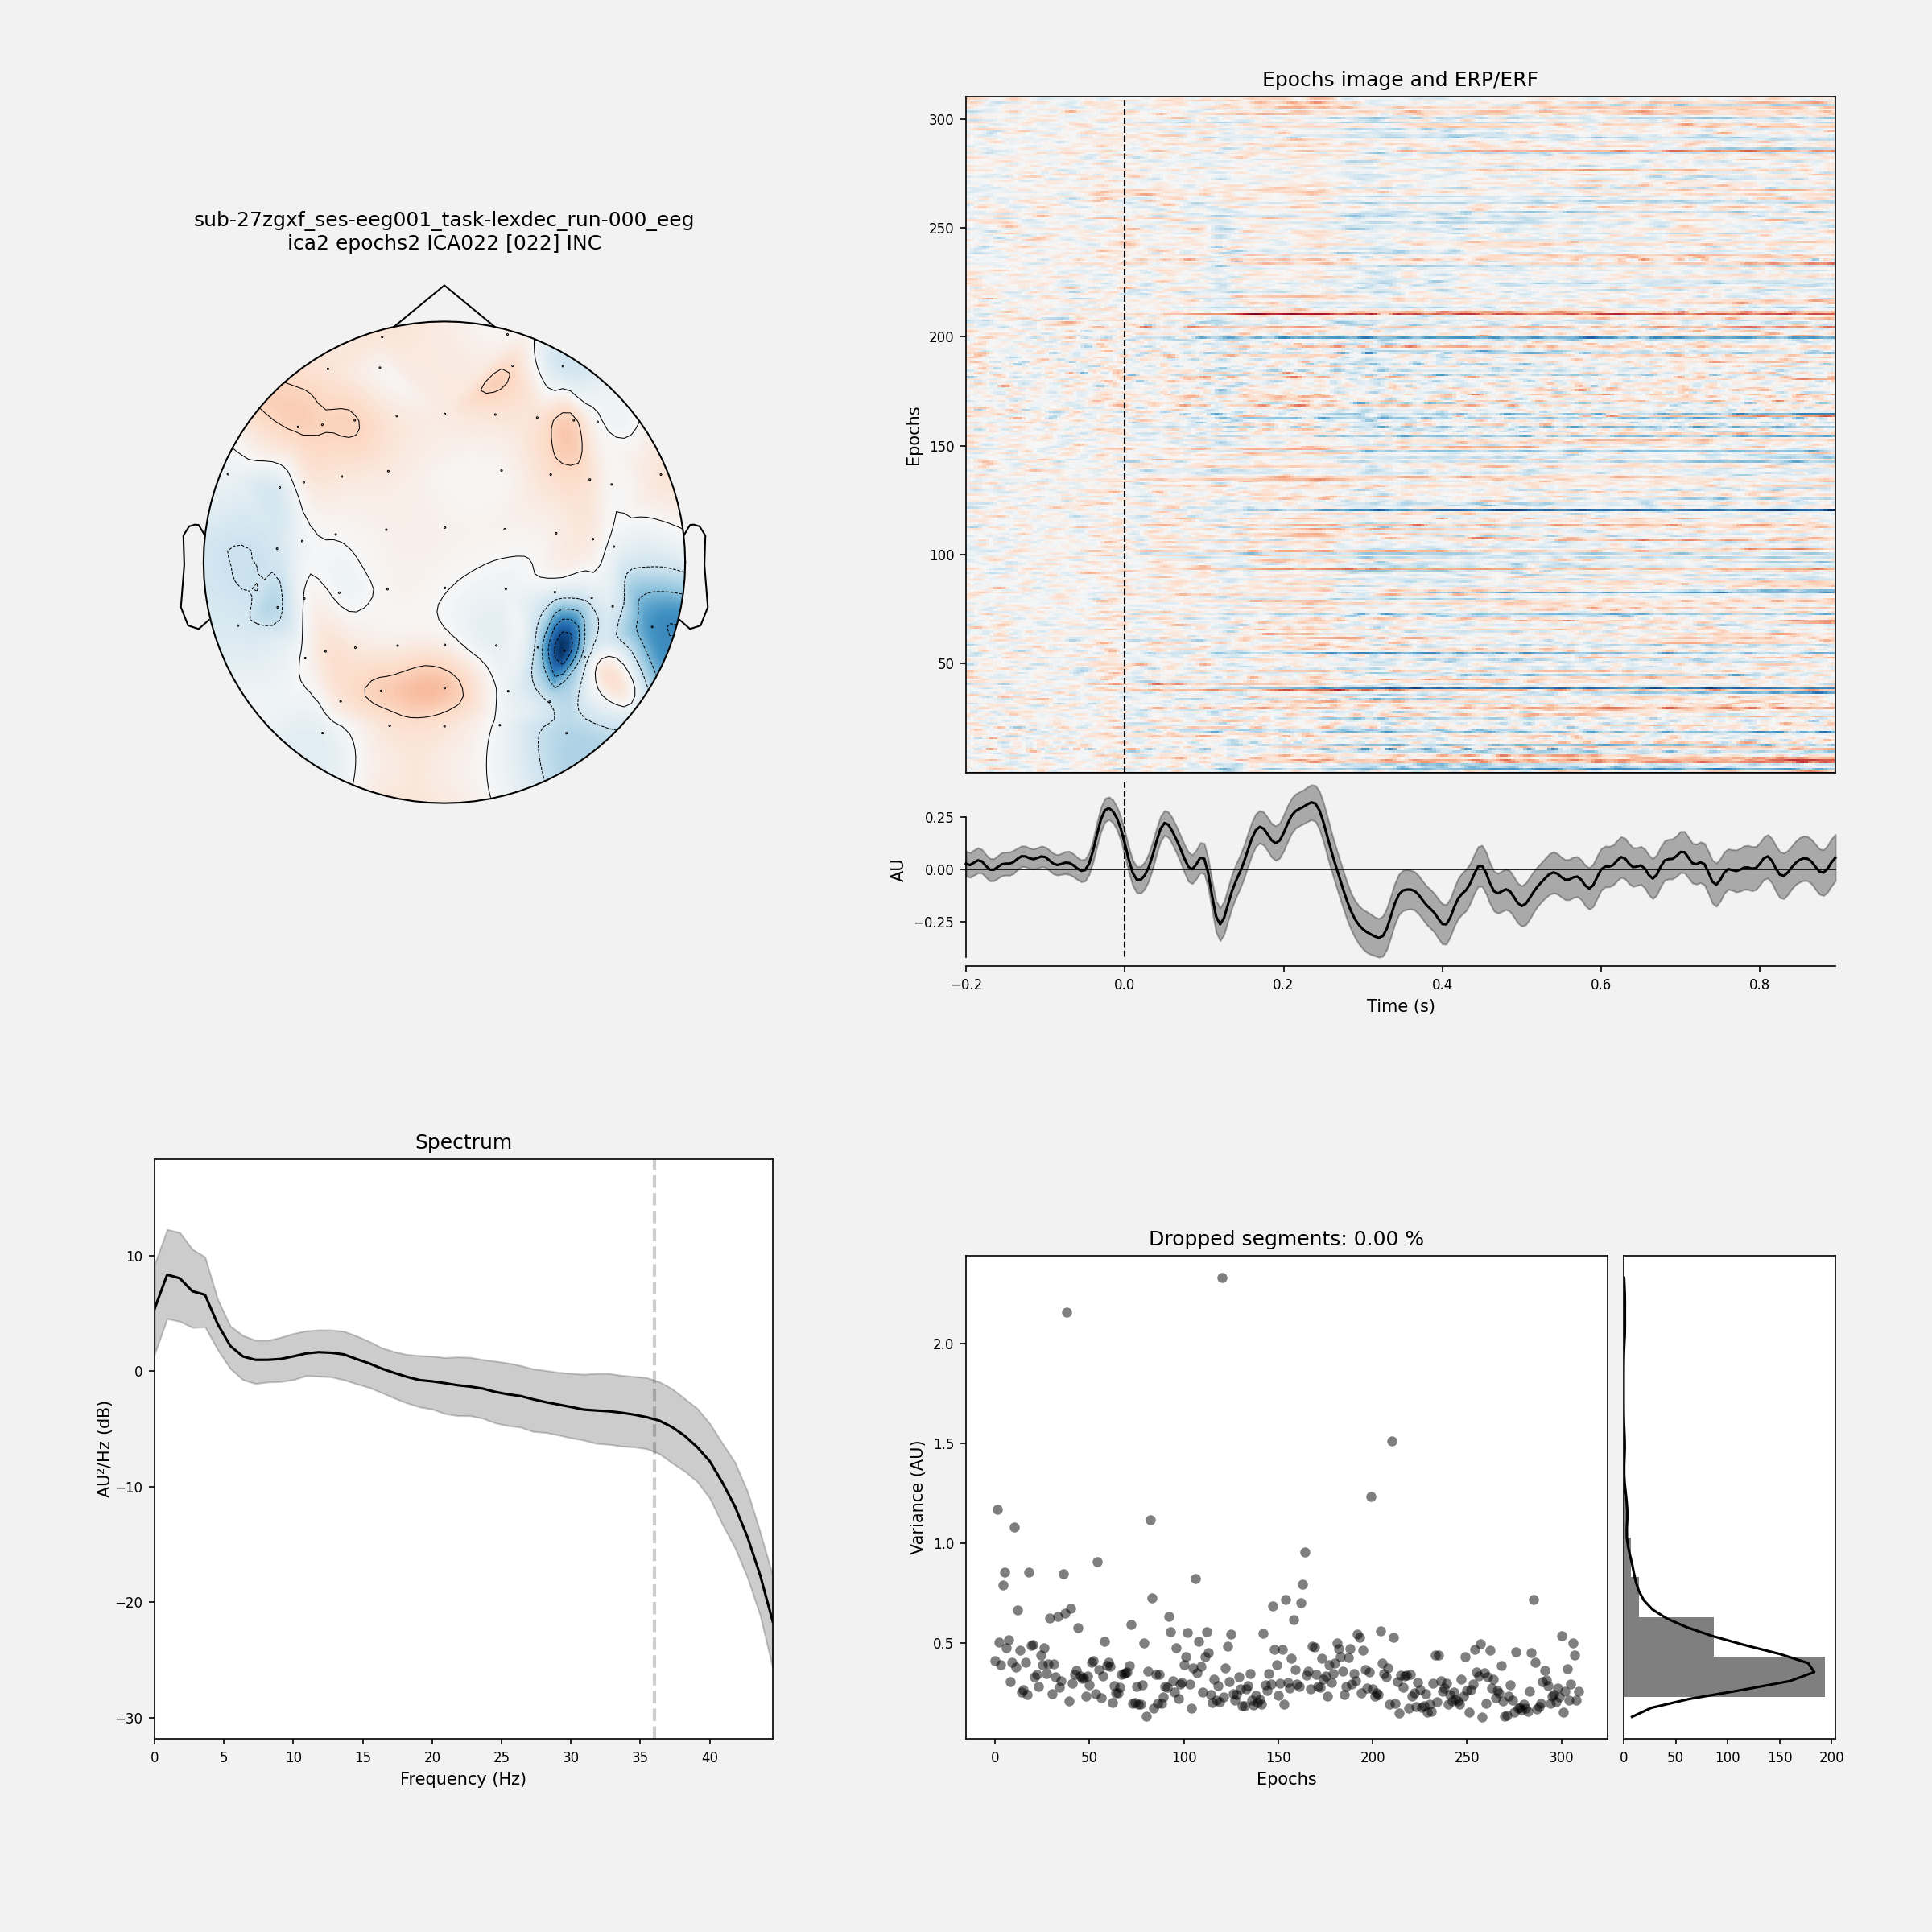 sub-27zgxf_ses-eeg001_task-lexdec_run-000_eeg
ica2 epochs2 ICA022 [022] INC
Epochs image and ERP/ERF
Epochs
300
250
200
150
100
50
AU
0.25
0.00
−0.25
−0.2 0.0 0.2 0.4 0.6 0.8
Time (s)
Spectrum
AU²/Hz (dB)
10
0
−10
−20
−30
0 5 10 15 20 25 30 35 40
Frequency (Hz)
Dropped segments: 0.00 %
Variance (AU)
2.0
1.5
1.0
0.5
0 50 100 150 200 250 300
Epochs
0 50 100 150 200